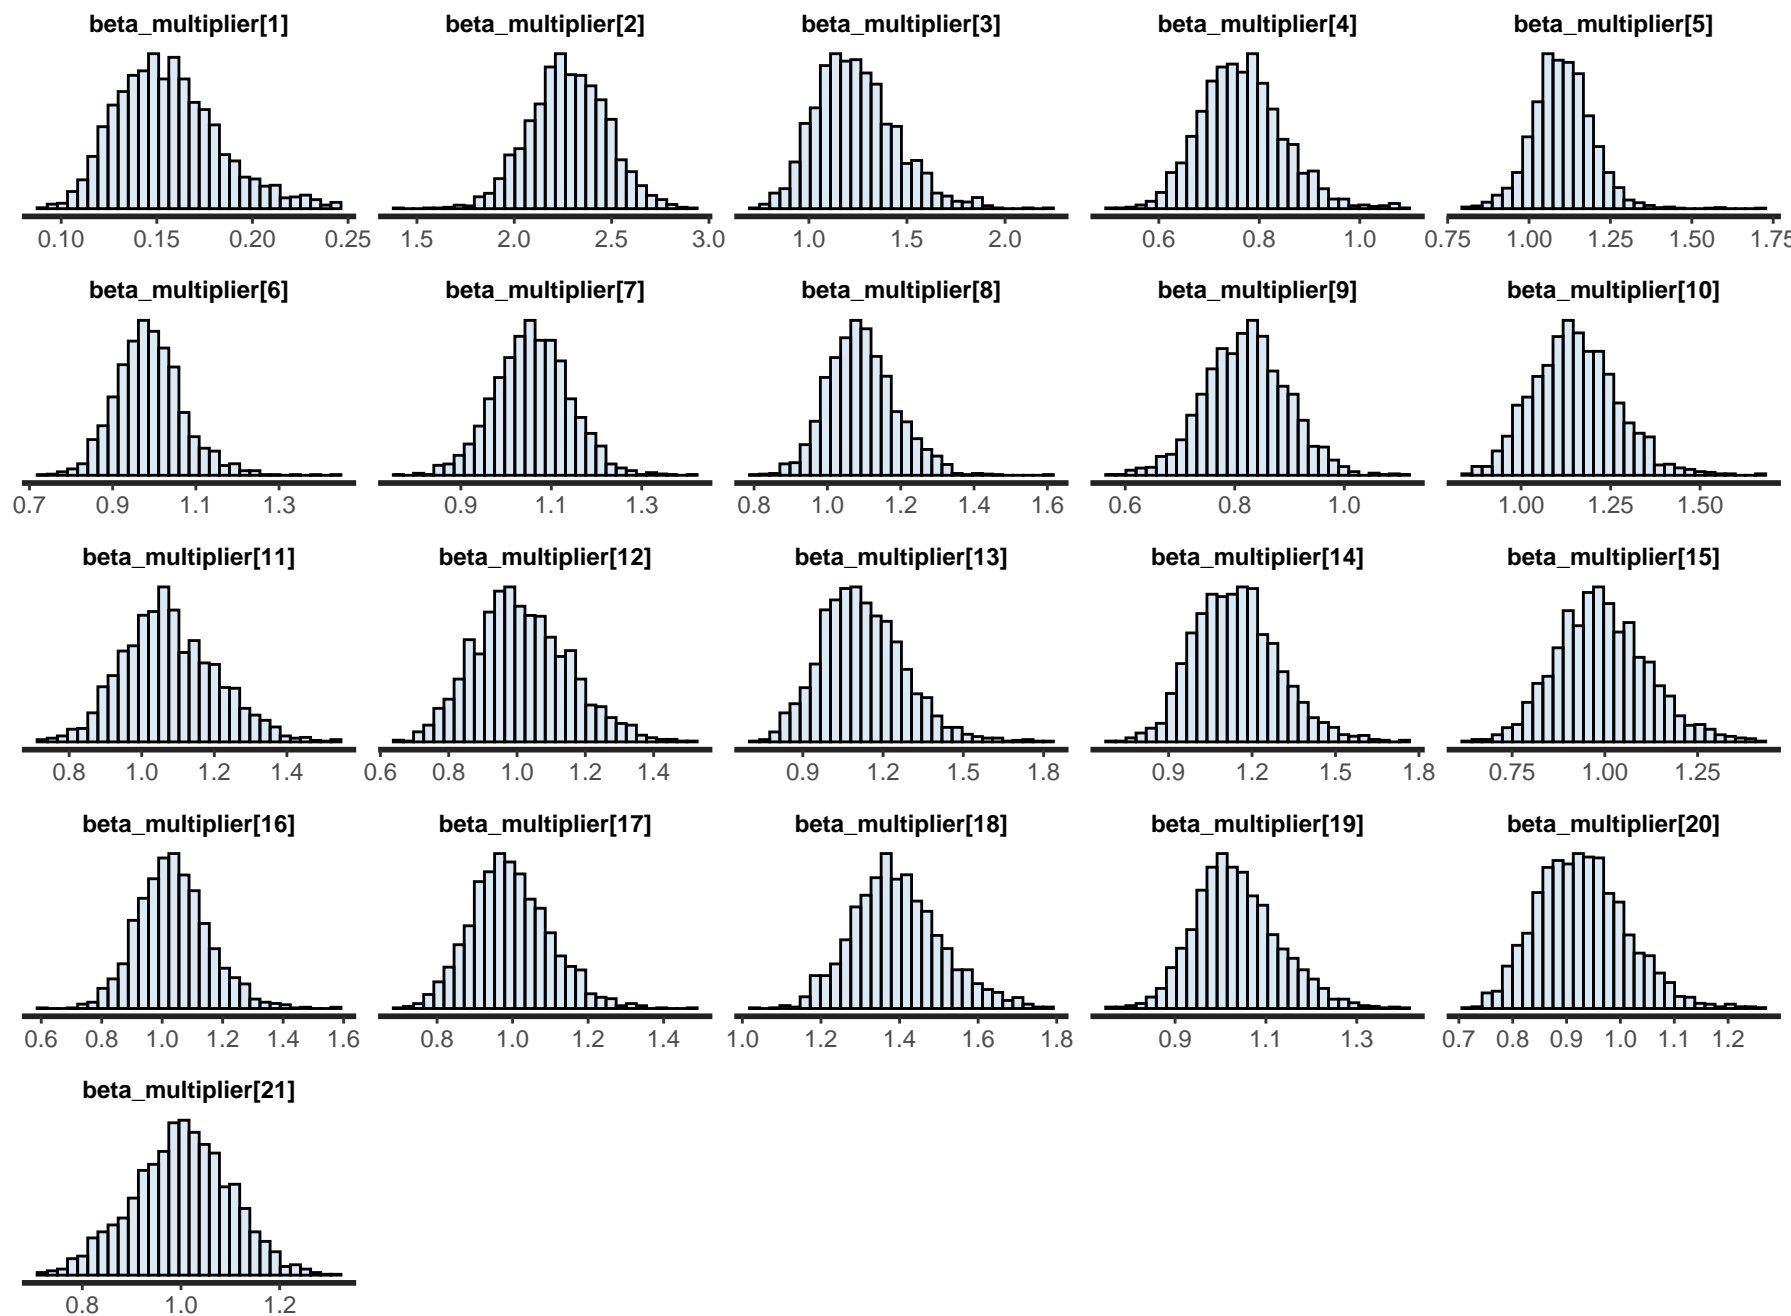 beta_multiplier[1] beta_multiplier[2] beta_multiplier[3] beta_multiplier[4] beta_multiplier[5]
0.10 0.15 0.20 0.25 1.5 2.0 2.5 3.0 1.0 1.5 2.0 0.6 0.8 1.0 0.75 1.00 1.25 1.50 1.75
beta_multiplier[6] beta_multiplier[7] beta_multiplier[8] beta_multiplier[9] beta_multiplier[10]
0.7 0.9 1.1 1.3 0.9 1.1 1.3 0.8 1.0 1.2 1.4 1.6 0.6 0.8 1.0 1.00 1.25 1.50
beta_multiplier[11] beta_multiplier[12] beta_multiplier[13] beta_multiplier[14] beta_multiplier[15]
0.8 1.0 1.2 1.4 0.6 0.8 1.0 1.2 1.4 0.9 1.2 1.5 1.8 0.9 1.2 1.5 1.8 0.75 1.00 1.25
beta_multiplier[16] beta_multiplier[17] beta_multiplier[18] beta_multiplier[19] beta_multiplier[20]
0.6 0.8 1.0 1.2 1.4 1.6 0.8 1.0 1.2 1.4 1.0 1.2 1.4 1.6 1.8 0.9 1.1 1.3 0.7 0.8 0.9 1.0 1.1 1.2
beta_multiplier[21]
0.8 1.0 1.2